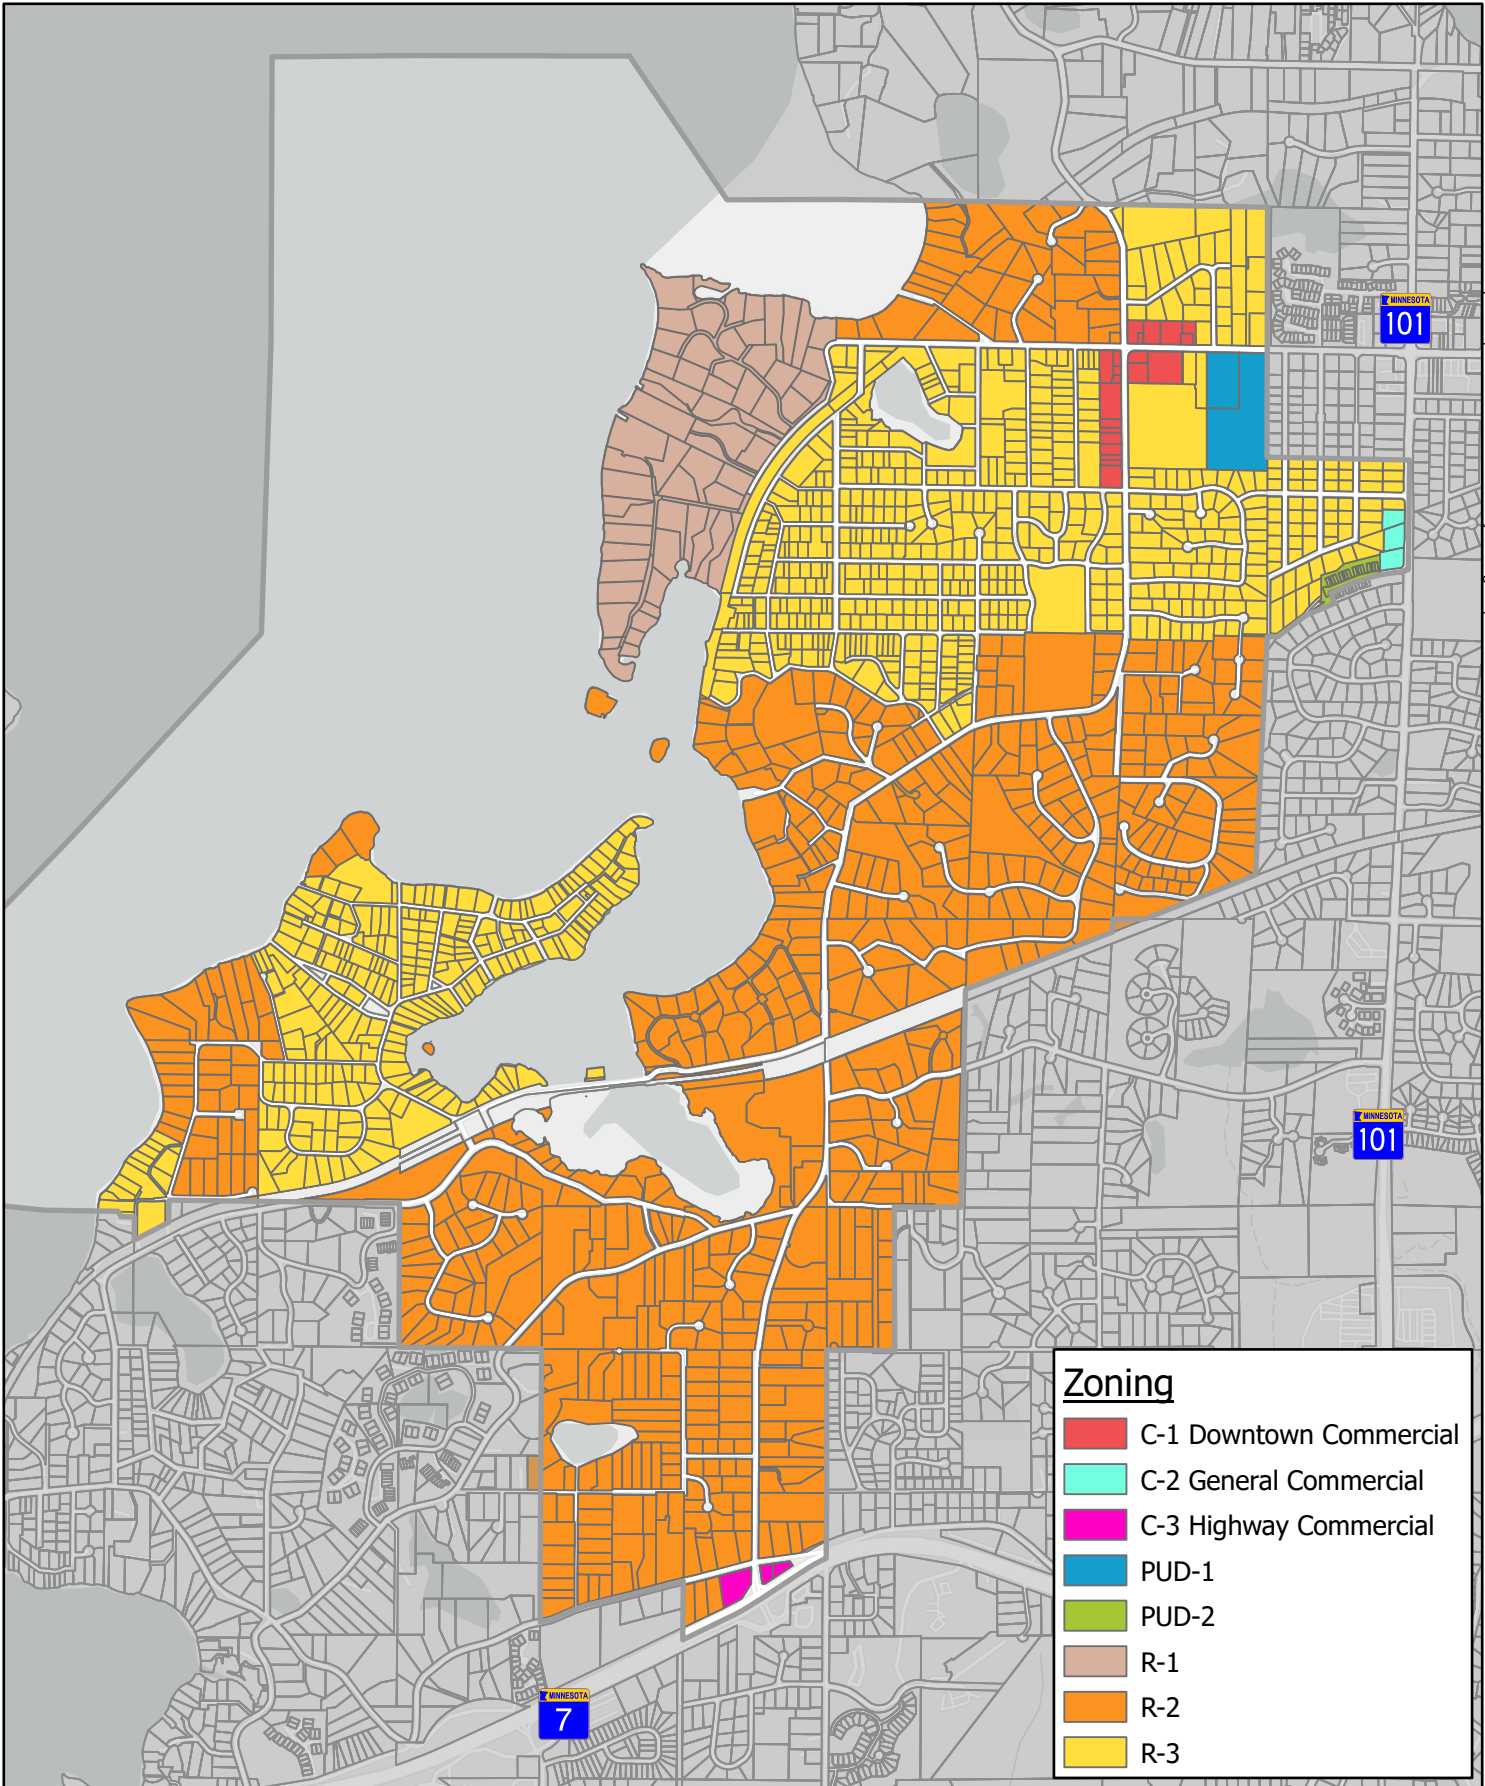 MINNESOTA
101
MINNESOTA
101
Zoning
C-1 Downtown Commercial
C-2 General Commercial
C-3 Highway Commercial
PUD-1
PUD-2
R-1
R-2
R-3
MINNESOTA
7